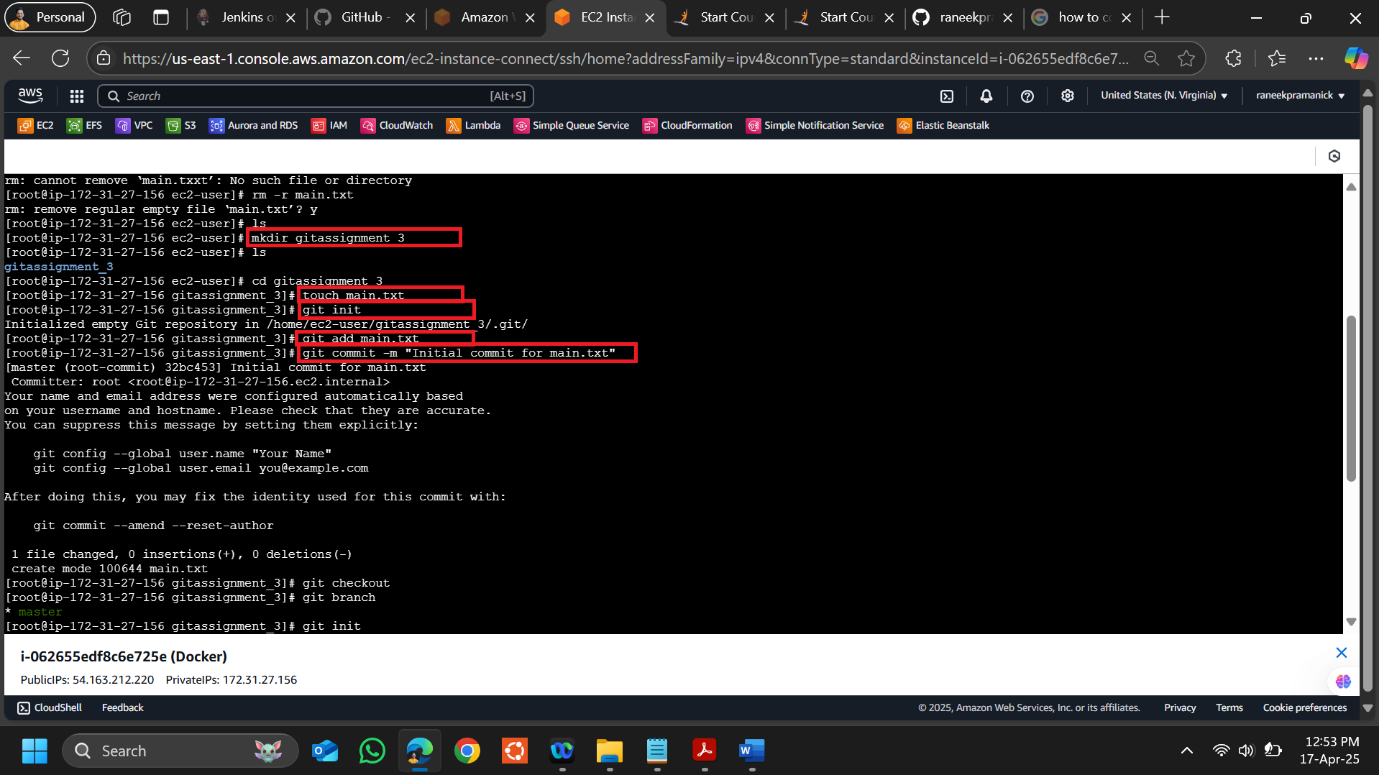 Personal
Jenkins o
GitHub -
Amazon
EC2 Insta
Start Cou
Start Cou
raneekpra
how to c
https://us-east-1.console.aws.amazon.com/ec2-instance-connect/ssh/home?addressFamily=ipv4&connType=standard&instanceId=i-062655edf8c6e7...
aws
Search
[Alt+S]
United States (N. Virginia)
raneekpramanick
EC2
EFS
VPC
S3
Aurora and RDS
IAM
CloudWatch
Lambda
Simple Queue Service
CloudFormation
Simple Notification Service
Elastic Beanstalk
rm: cannot remove ‘main.txxt’: No such file or directory
[root@ip-172-31-27-156 ec2-user]# rm -r main.txt
rm: remove regular empty file ‘main.txt’? y
[root@ip-172-31-27-156 ec2-user]# ls
[root@ip-172-31-27-156 ec2-user]# mkdir gitassignment_3
[root@ip-172-31-27-156 ec2-user]# ls
gitassignment_3
[root@ip-172-31-27-156 ec2-user]# cd gitassignment_3
[root@ip-172-31-27-156 gitassignment_3]# touch main.txt
[root@ip-172-31-27-156 gitassignment_3]# git init
Initialized empty Git repository in /home/ec2-user/gitassignment_3/.git/
[root@ip-172-31-27-156 gitassignment_3]# git add main.txt
[root@ip-172-31-27-156 gitassignment_3]# git commit -m "Initial commit for main.txt"
[master (root-commit) 32bc453] Initial commit for main.txt
Committer: root <root@ip-172-31-27-156.ec2.internal>
Your name and email address were configured automatically based
on your username and hostname. Please check that they are accurate.
You can suppress this message by setting them explicitly:
git config --global user.name "Your Name"
git config --global user.email you@example.com
After doing this, you may fix the identity used for this commit with:
git commit --amend --reset-author
1 file changed, 0 insertions(+), 0 deletions(-)
create mode 100644 main.txt
[root@ip-172-31-27-156 gitassignment_3]# git checkout
[root@ip-172-31-27-156 gitassignment_3]# git branch
* master
[root@ip-172-31-27-156 gitassignment_3]# git init
i-062655edf8c6e725e (Docker)
PublicIPs: 54.163.212.220 PrivateIPs: 172.31.27.156
CloudShell
Feedback
© 2025, Amazon Web Services, Inc. or its affiliates.
Privacy
Terms
Cookie preferences
Search
12:53 PM
17-Apr-25